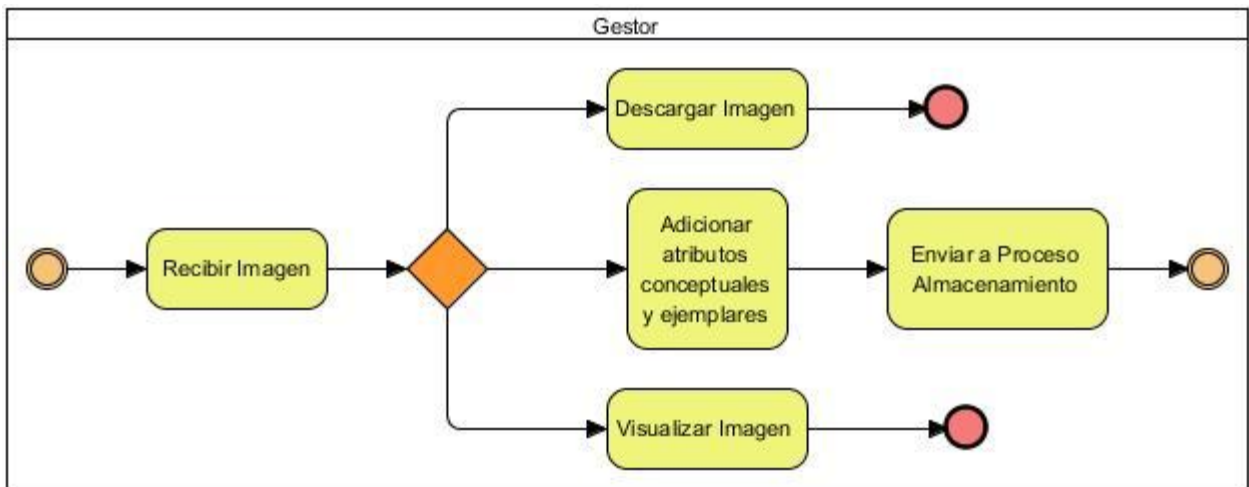 Gestor
Descargar Imagen
Recibir Imagen
Adicionar
atributos
conceptuales
y ejemplares
Enviar a Proceso
Almacenamiento
Visualizar Imagen